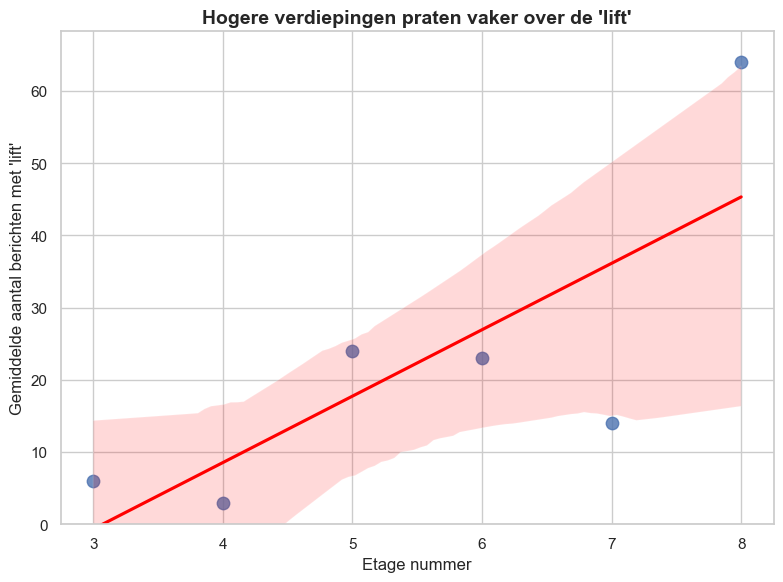 Hogere verdiepingen praten vaker over de 'lift'
Gemiddelde aantal berichten met 'lift'
60
50
40
30
20
10
0
3 4 5 6 7 8
Etage nummer